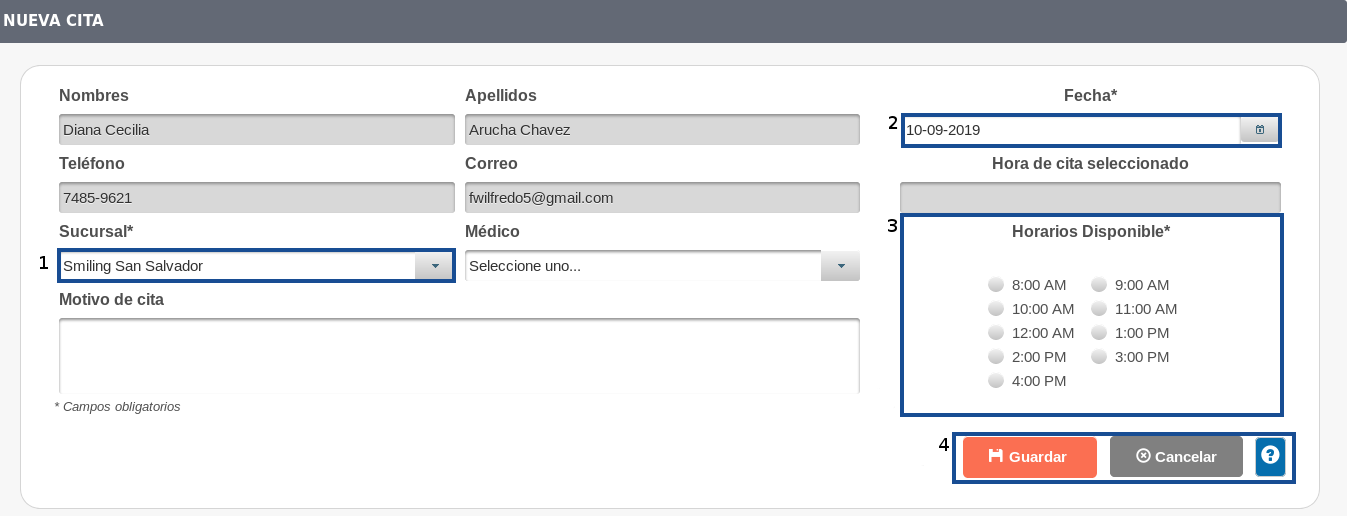 NUEVA CITA
Nombres
Apellidos
Fecha*
Diana Cecilia
Arucha Chavez
2
10-09-2019
Teléfono
Correo
Hora de cita seleccionado
7485-9621
fwilfredo5@gmail.com
Sucursal*
Médico
3
Horarios Disponible*
1
Smiling San Salvador
Seleccione uno...
8:00 AM
9:00 AM
Motivo de cita
10:00 AM
11:00 AM
12:00 AM
1:00 PM
2:00 PM
3:00 PM
4:00 PM
* Campos obligatorios
4
Guardar
Cancelar
?